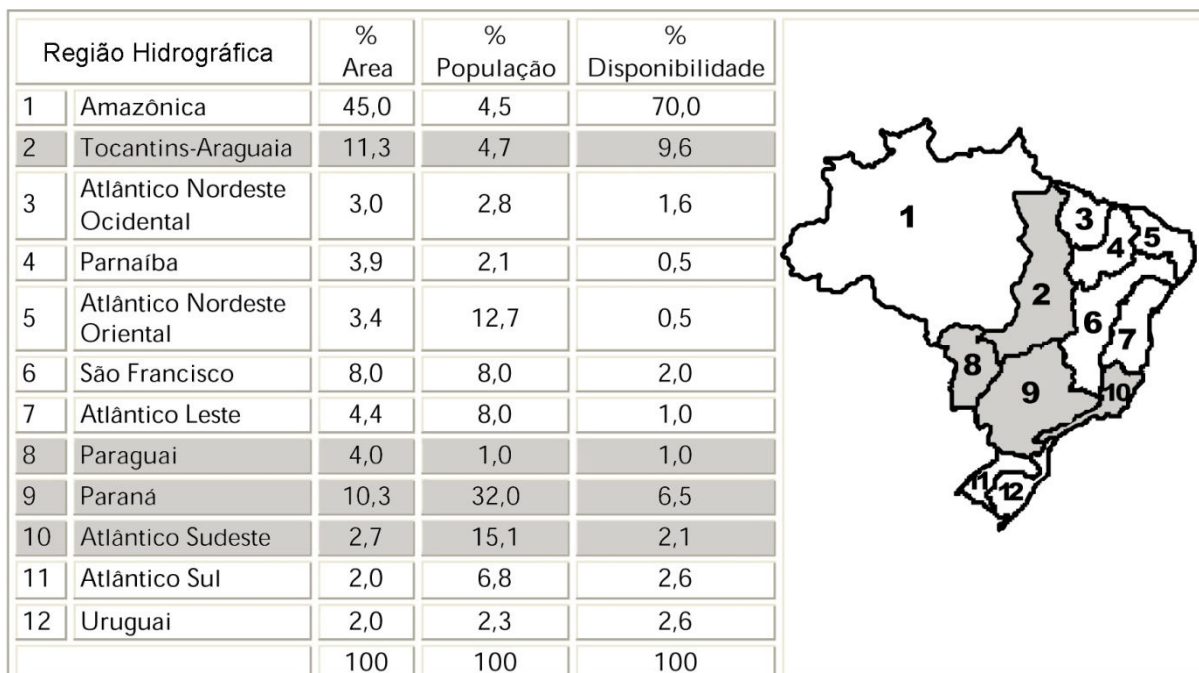 Região Hidrográfica % Area % População % Disponibilidade
1 Amazônica 45,0 4,5 70,0
2 Tocantins-Araguaia 11,3 4,7 9,6
3 Atlântico Nordeste Ocidental 3,0 2,8 1,6
4 Parnaíba 3,9 2,1 0,5
5 Atlântico Nordeste Oriental 3,4 12,7 0,5
6 São Francisco 8,0 8,0 2,0
7 Atlântico Leste 4,4 8,0 1,0
8 Paraguai 4,0 1,0 1,0
9 Paraná 10,3 32,0 6,5
10 Atlântico Sudeste 2,7 15,1 2,1
11 Atlântico Sul 2,0 6,8 2,6
12 Uruguai 2,0 2,3 2,6
100 100 100
1
2
3
4
5
6
7
8
9
10
11
12